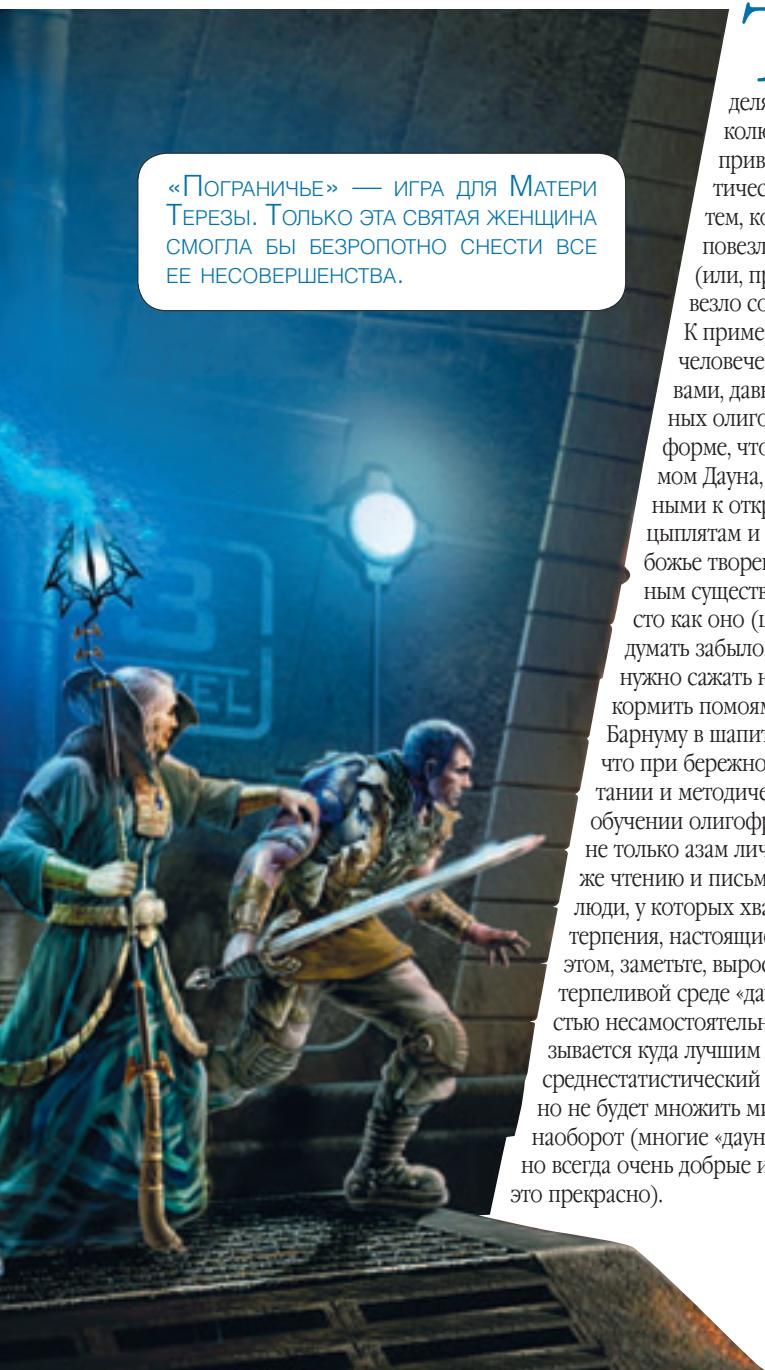 «Пограничье» — игра для Матери
Терезы. Только эта святая женщина
смогла бы безропотно снести все
ее несовершенства.
3
VEL
деля
колю
прив
тичес
тем, ко
повезл
(или, пр
везло со
К приме
человече
вами, давн
ных олиго
форме, что
мом Дауна,
ными к откр
цыплятам и
божье творе
ным существ
сто как оно (ц
думать забыло
нужно сажать н
кормить помоям
Барнуму в шапит
что при бережно
тании и методиче
обучении олигофр
не только азам лич
же чтению и письм
люди, у которых хва
терпения, настоящие
этом, заметьте, вырос
терпеливой среде «да
стью несамостоятельн
зывается куда лучшим
среднестатистический
но не будет множить ми
наоборот (многие «даун
но всегда очень добрые и
это прекрасно).